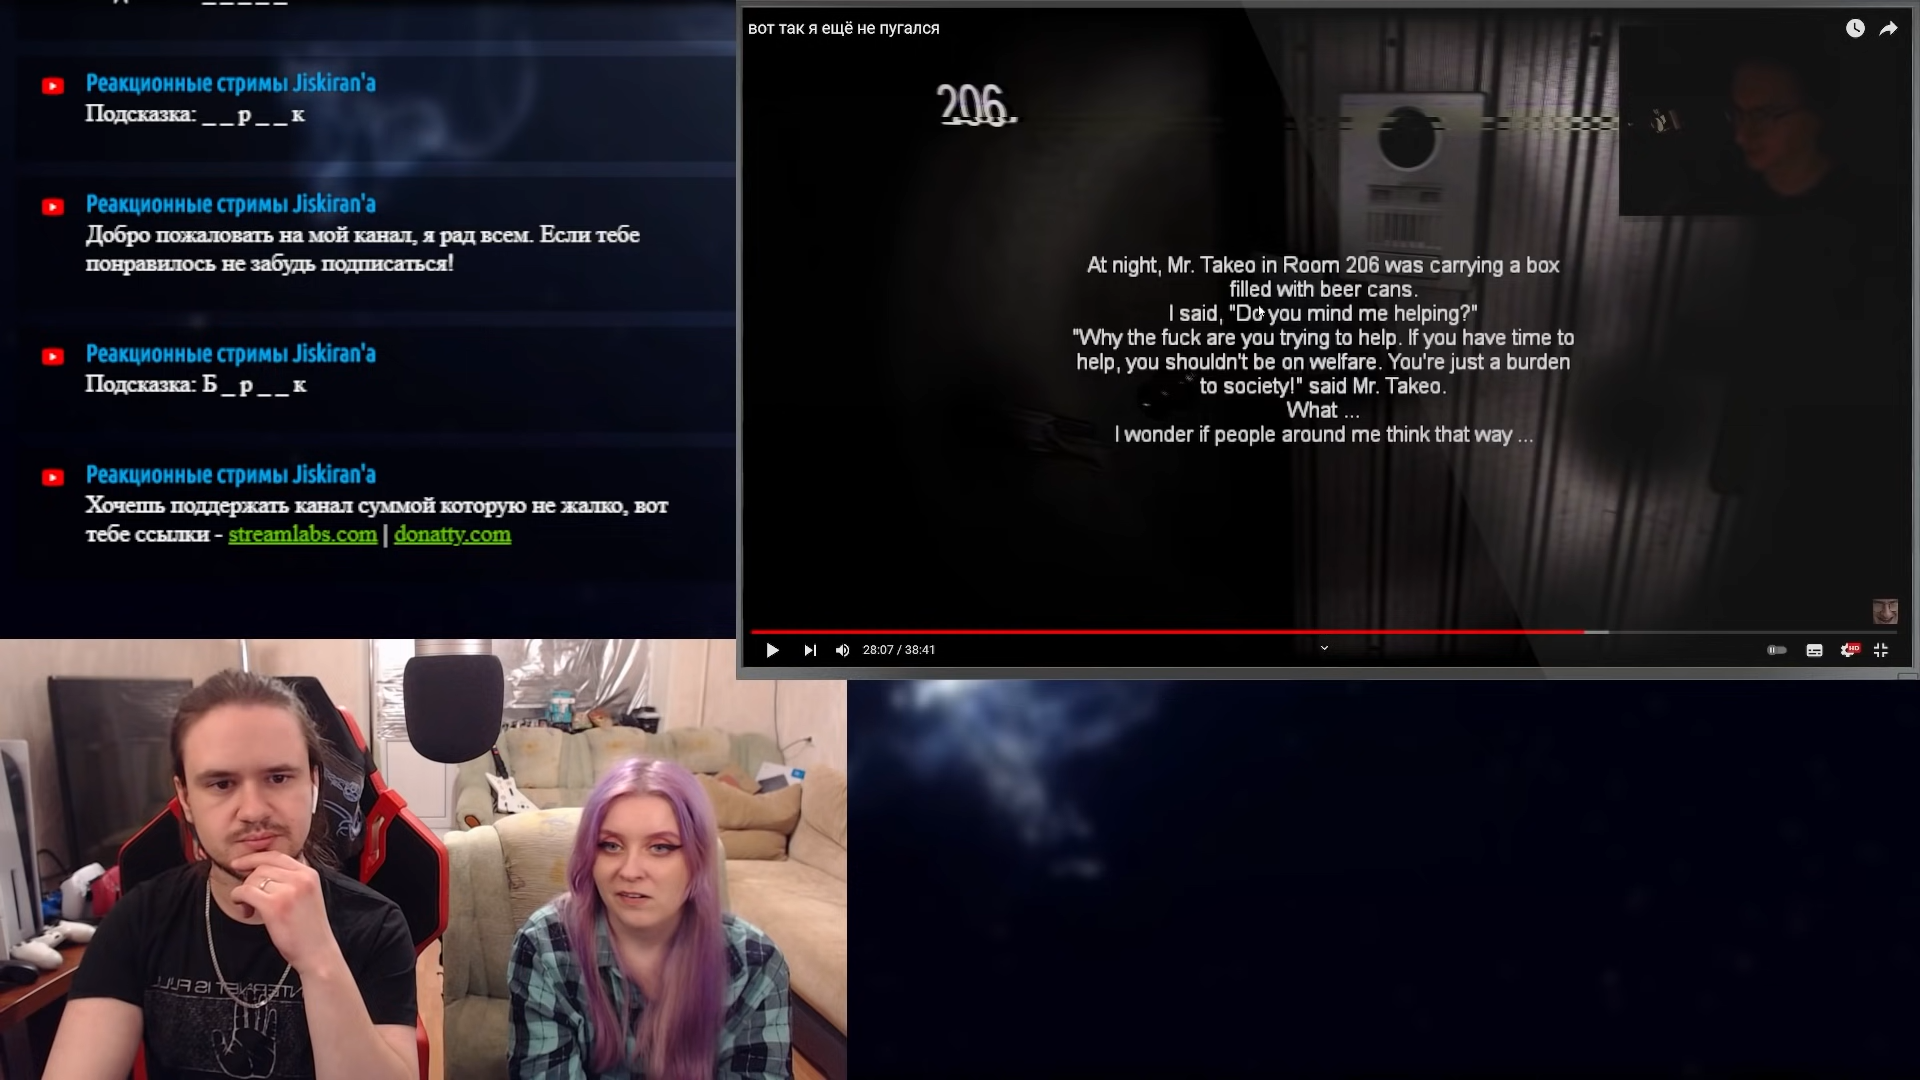 Реакционные стримы Jiskiran'a
Подсказка: _ _ р _ _ к
Реакционные стримы Jiskiran'a
Добро пожаловать на мой канал, я рад всем. Если тебе
понравилось не забудь подписаться!
Реакционные стримы Jiskiran'a
Подсказка: Б _ р _ _ к
Реакционные стримы Jiskiran'a
Хочешь поддержать канал суммой которую не жалко, вот
тебе ссылки - streamlabs.com | donatty.com
вот так я ещё не пугался
206.
At night, Mr. Takeo in Room 206 was carrying a box
filled with beer cans.
I said, "Do you mind me helping?"
"Why the fuck are you trying to help. If you have time to
help, you shouldn't be on welfare. You're just a burden
to society!" said Mr. Takeo.
What ...
I wonder if people around me think that way ...
28:07 / 38:41
HD